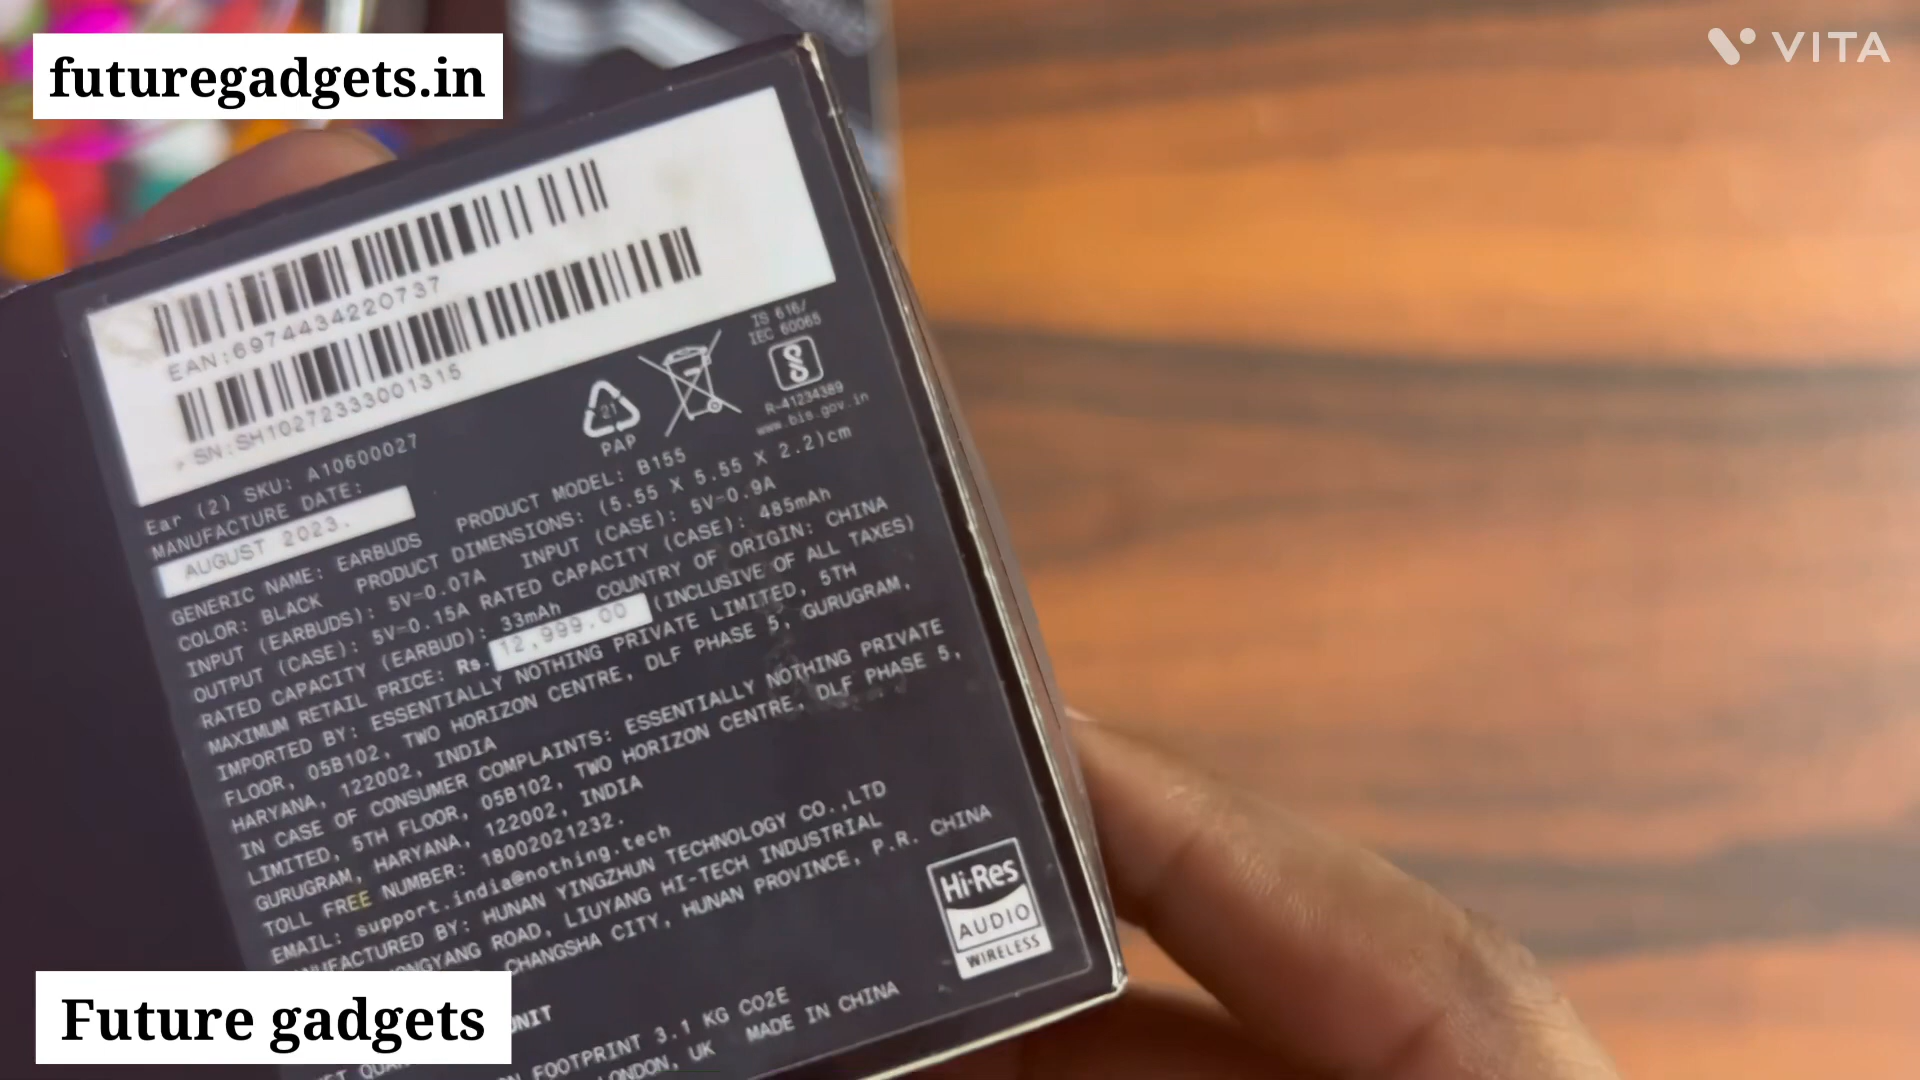 futuregadgets.in
VITA
EAN:6974434220737
SN:SH10272333001315
IS 616/
IEC 60065
R-41234389
www.bis.gov.in
21
PAP
Ear (2) SKU: A10600027
MANUFACTURE DATE:
AUGUST 2023.
PRODUCT MODEL: B155
GENERIC NAME: EARBUDS PRODUCT DIMENSIONS: (5.55 X 5.55 X 2.2)cm
COLOR: BLACK INPUT (CASE): 5V⎓0.9A
INPUT (EARBUDS): 5V⎓0.07A RATED CAPACITY (CASE): 485mAh
OUTPUT (CASE): 5V⎓0.15A COUNTRY OF ORIGIN: CHINA
RATED CAPACITY (EARBUD): 33mAh
MAXIMUM RETAIL PRICE: Rs. 12,999.00 (INCLUSIVE OF ALL TAXES)
IMPORTED BY: ESSENTIALLY NOTHING PRIVATE LIMITED, 5TH
FLOOR, 05B102, TWO HORIZON CENTRE, DLF PHASE 5, GURUGRAM,
HARYANA, 122002, INDIA
IN CASE OF CONSUMER COMPLAINTS: ESSENTIALLY NOTHING PRIVATE
LIMITED, 5TH FLOOR, 05B102, TWO HORIZON CENTRE, DLF PHASE 5,
GURUGRAM, HARYANA, 122002, INDIA
TOLL FREE NUMBER: 18002021232.
EMAIL: support.india@nothing.tech
MANUFACTURED BY: HUNAN YINGZHUN TECHNOLOGY CO.,LTD
ROAD, LIUYANG HI-TECH INDUSTRIAL
CHANGSHA CITY, HUNAN PROVINCE, P.R. CHINA
Hi-Res
AUDIO
WIRELESS
UNIT
FOOTPRINT 3.1 KG CO2E
LONDON, UK MADE IN CHINA
Future gadgets